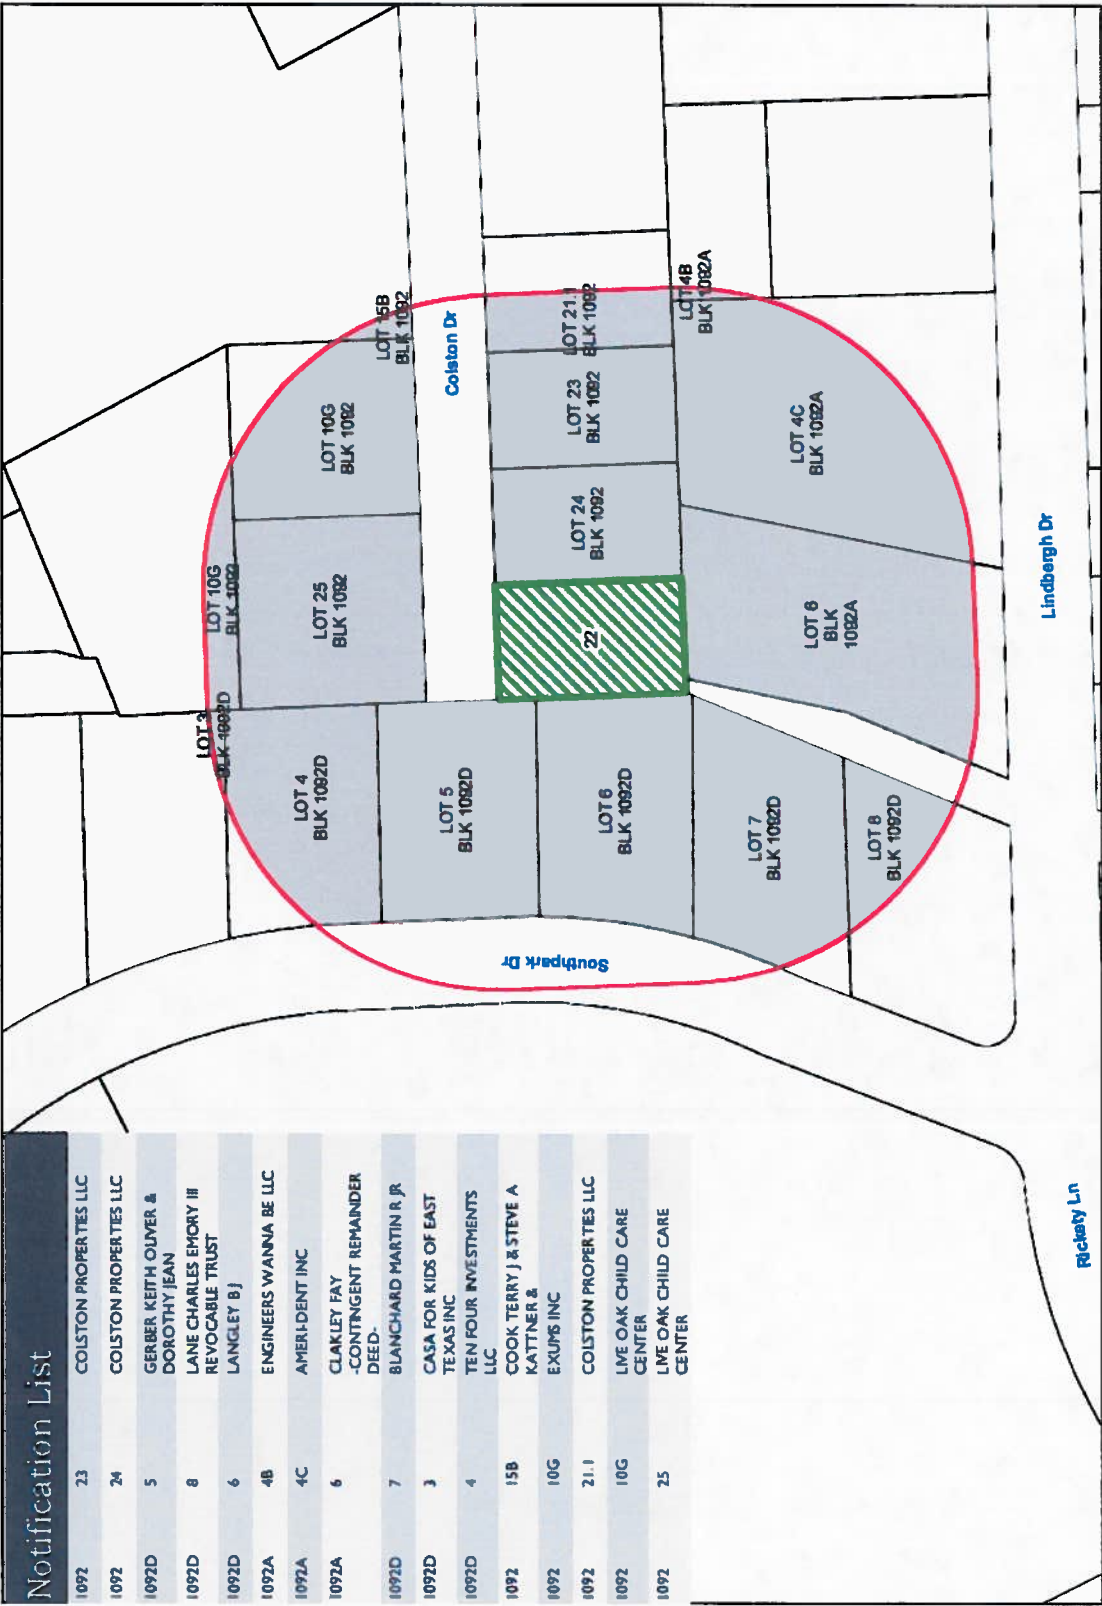 Notification List
1092 23 COLSTON PROPERTIES LLC
1092 24 COLSTON PROPERTIES LLC
1092D 5 GERBER KEITH OLIVER &
DOROTHY JEAN
1092D 8 LANE CHARLES EMORY III
REVOCABLE TRUST
1092D 6 LANGLEY B J
1092A 4B ENGINEERS WANNA BE LLC
1092A 4C AMERI-DENT INC
1092A 6 CLAKLEY FAY
-CONTINGENT REMAINDER
DEED-
1092D 7 BLANCHARD MARTIN R JR
1092D 3 CASA FOR KIDS OF EAST
TEXAS INC
1092D 4 TEN FOUR INVESTMENTS
LLC
1092 15B COOK TERRY J & STEVE A
KATTNER &
1092 10G EXUMS INC
1092 21.1 COLSTON PROPERTIES LLC
1092 10G LIVE OAK CHILD CARE
CENTER
1092 25 LIVE OAK CHILD CARE
CENTER
LOT 3
BLK 1092D
LOT 10G
BLK 1092
LOT 4
BLK 1092D
LOT 25
BLK 1092
LOT 10G
BLK 1092
LOT 15B
BLK 1092
LOT 5
BLK 1092D
Colston Dr
Southpark Dr
LOT 6
BLK 1092D
22
LOT 24
BLK 1092
LOT 23
BLK 1092
LOT 21.1
BLK 1092
LOT 4B
BLK 1092A
LOT 7
BLK 1092D
LOT 6
BLK
1092A
LOT 4C
BLK 1092A
LOT 8
BLK 1092D
Lindbergh Dr
Rickety Ln